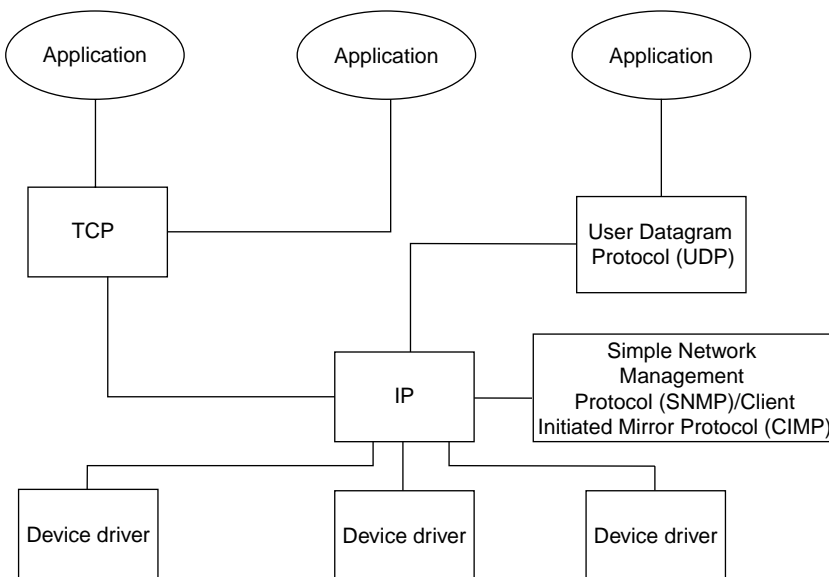 Application
Application
Application
TCP
User Datagram
Protocol (UDP)
IP
Simple Network
Management
Protocol (SNMP)/Client
Initiated Mirror Protocol (CIMP)
Device driver
Device driver
Device driver